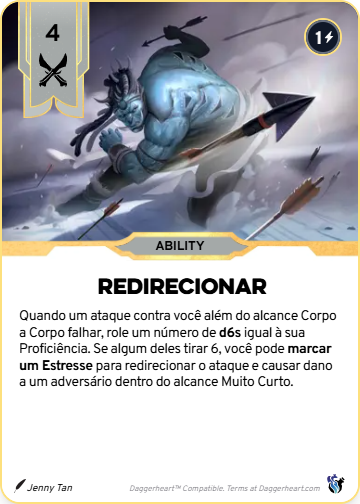 4
1
ABILITY
REDIRECIONAR
Quando um ataque contra você além do alcance Corpo
a Corpo falhar, role um número de d6s igual à sua
Proficiência. Se algum deles tirar 6, você pode marcar
um Estresse para redirecionar o ataque e causar dano
a um adversário dentro do alcance Muito Curto.
Jenny Tan
Daggerheart™ Compatible. Terms at Daggerheart.com